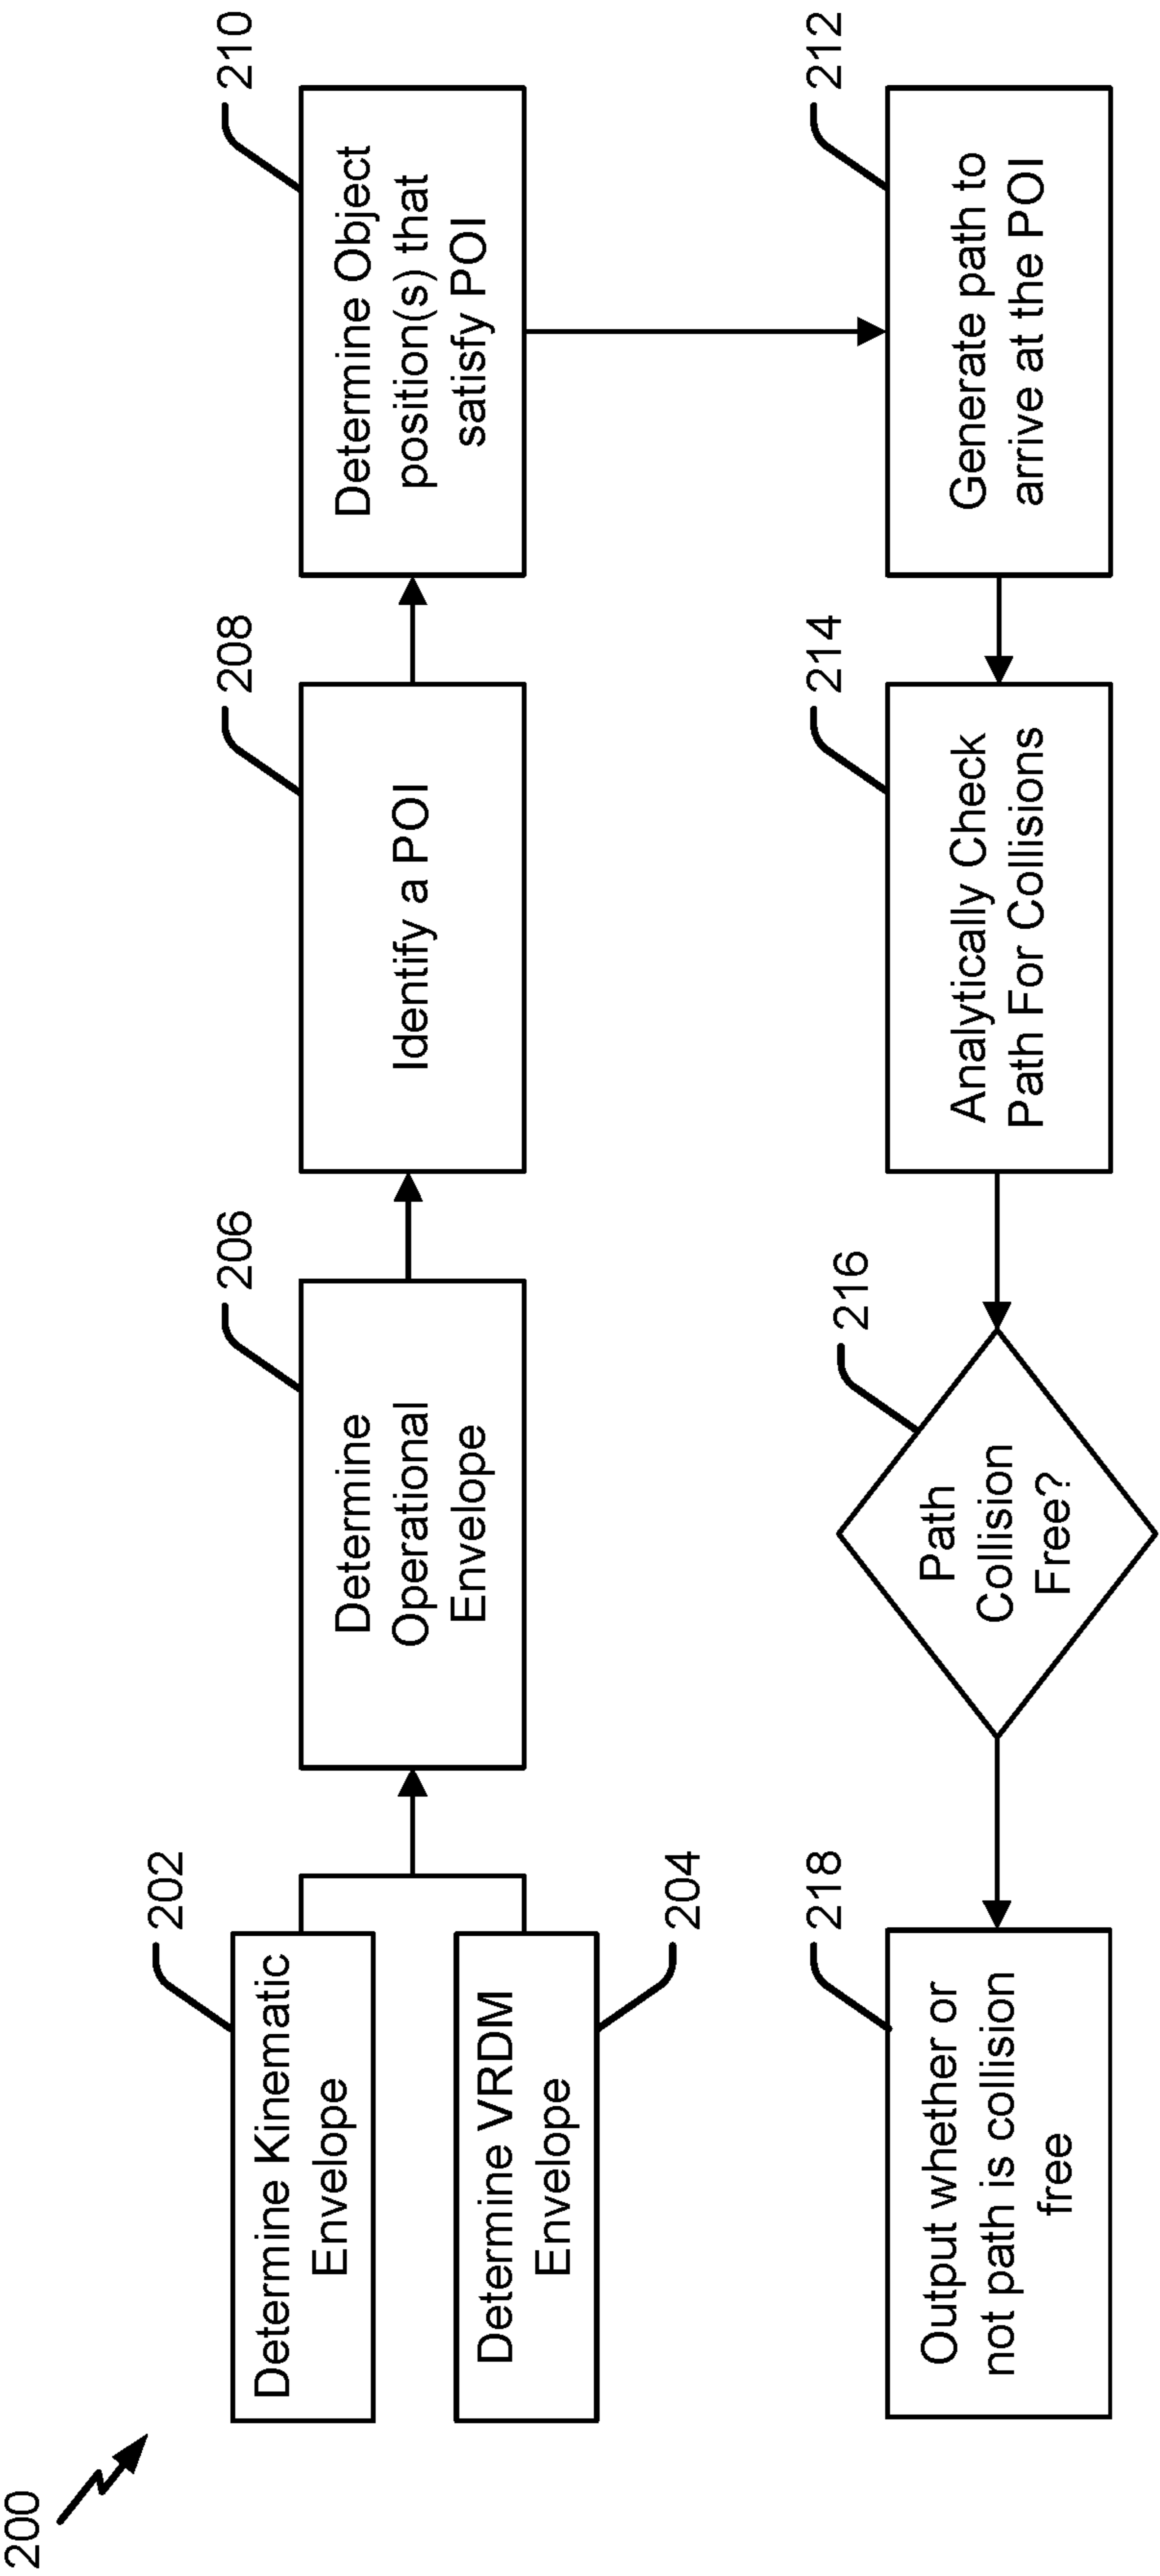 200
202
Determine Kinematic
Envelope
204
Determine VRDM
Envelope
206
Determine
Operational
Envelope
208
Identify a POI
210
Determine Object
position(s) that
satisfy POI
212
Generate path to
arrive at the POI
214
Analytically Check
Path For Collisions
216
Path
Collision
Free?
218
Output whether or
not path is collision
free